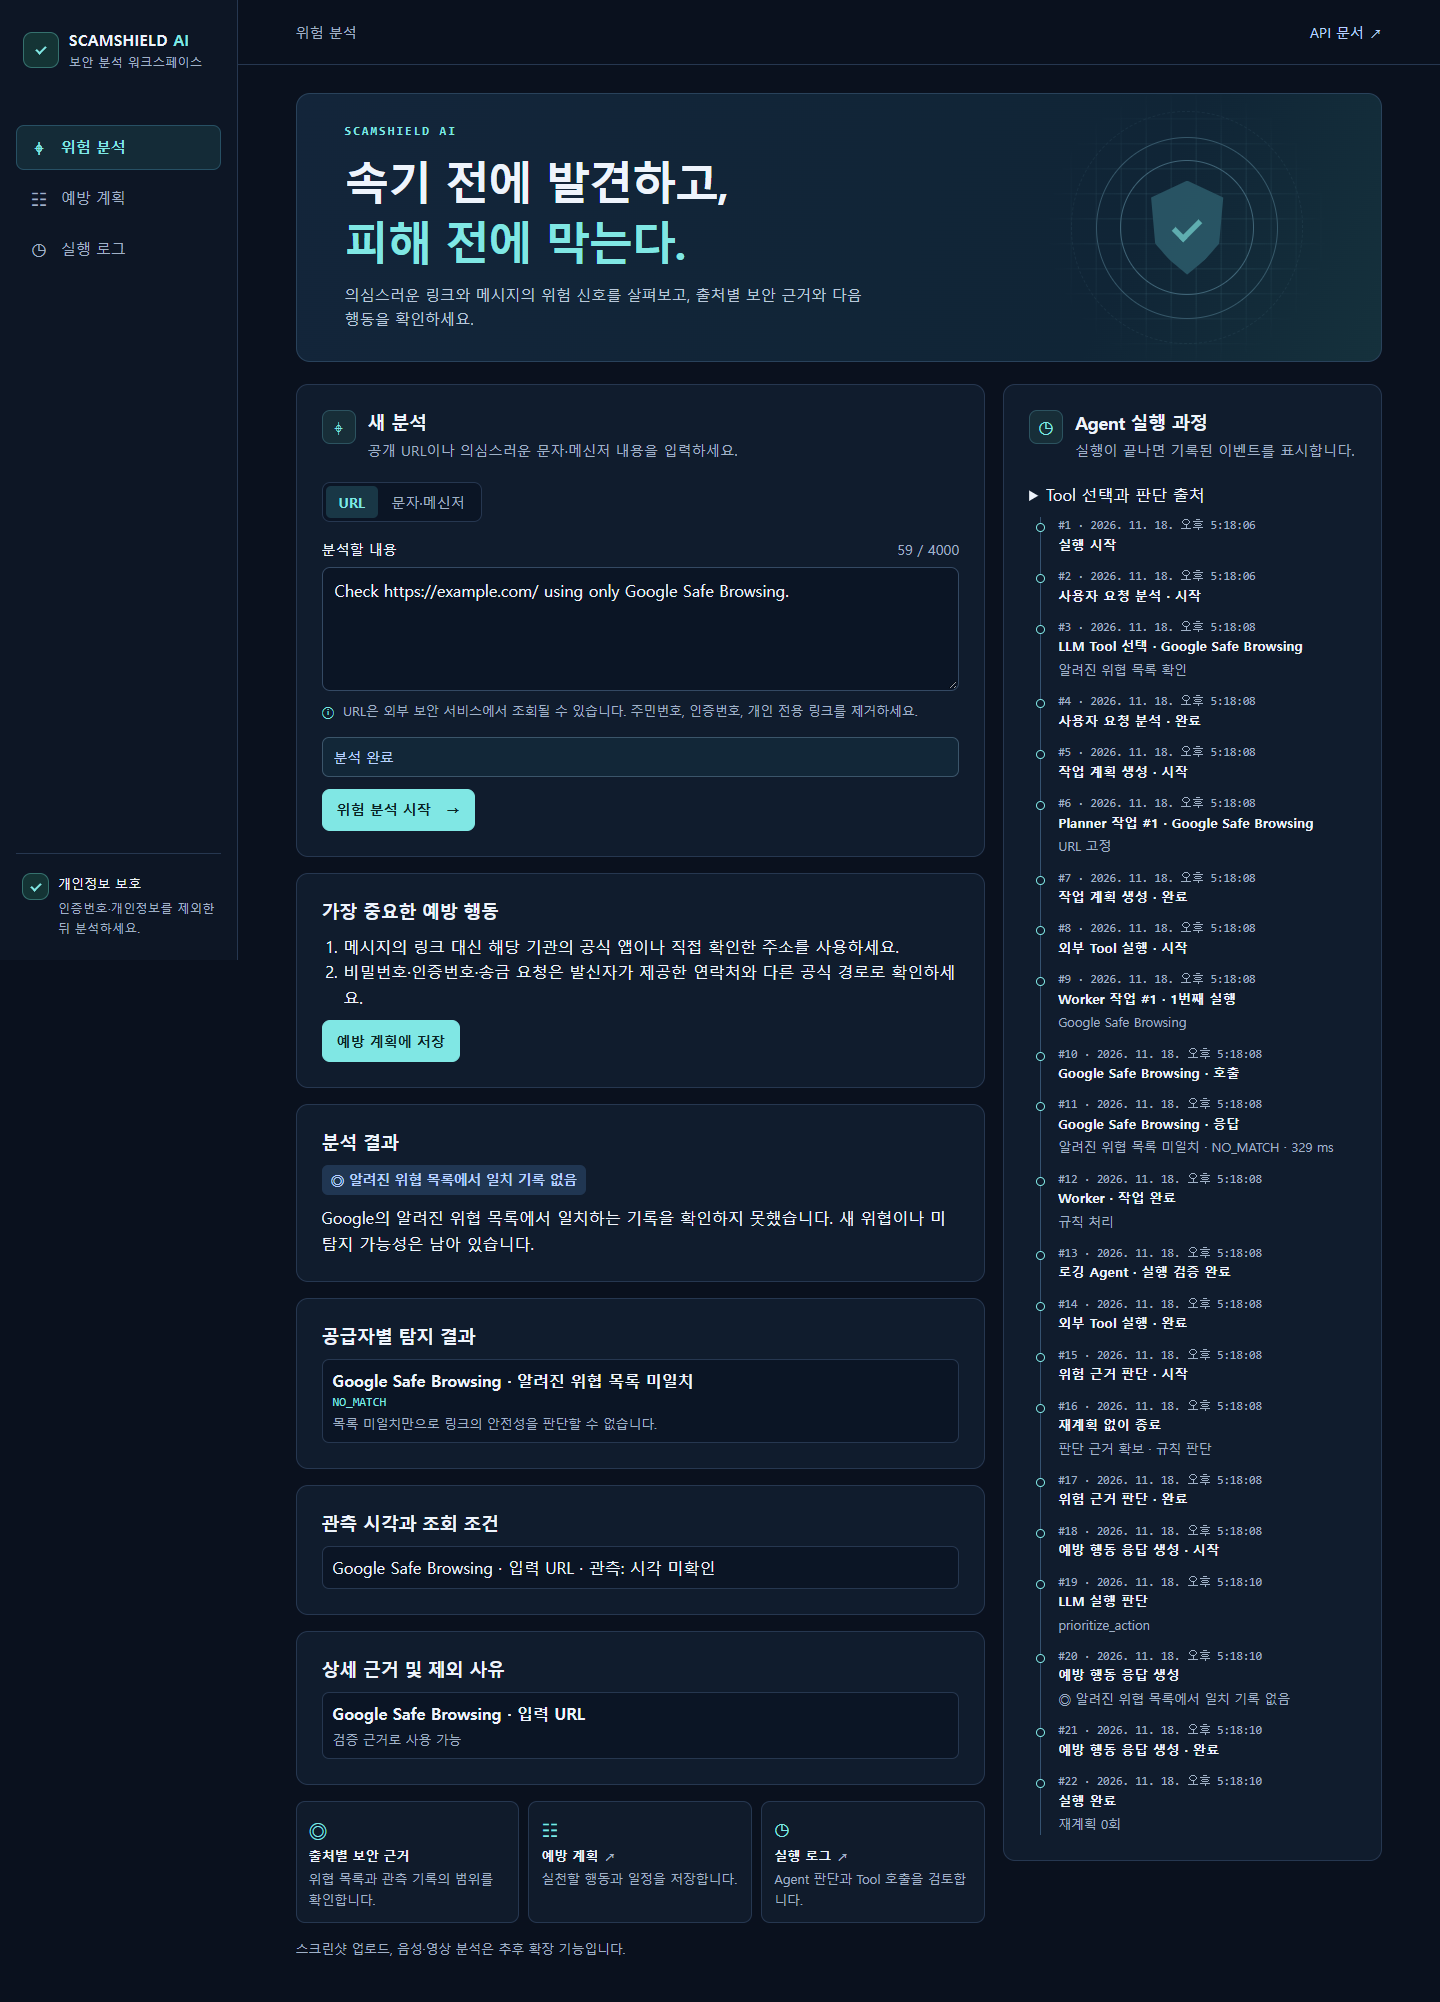 SCAMSHIELD AI
보안 분석 워크스페이스
위험 분석
예방 계획
실행 로그
개인정보 보호
인증번호·개인정보를 제외한
뒤 분석하세요.
위험 분석
API 문서 ↗
SCAMSHIELD AI
속기 전에 발견하고,
피해 전에 막는다.
의심스러운 링크와 메시지의 위험 신호를 살펴보고, 출처별 보안 근거와 다음
행동을 확인하세요.
새 분석
공개 URL이나 의심스러운 문자·메신저 내용을 입력하세요.
URL 문자·메신저
분석할 내용 59 / 4000
Check https://example.com/ using only Google Safe Browsing.
URL은 외부 보안 서비스에서 조회될 수 있습니다. 주민번호, 인증번호, 개인 전용 링크를 제거하세요.
분석 완료
위험 분석 시작 →
가장 중요한 예방 행동
1. 메시지의 링크 대신 해당 기관의 공식 앱이나 직접 확인한 주소를 사용하세요.
2. 비밀번호·인증번호·송금 요청은 발신자가 제공한 연락처와 다른 공식 경로로 확인하세
요.
예방 계획에 저장
분석 결과
◎ 알려진 위협 목록에서 일치 기록 없음
Google의 알려진 위협 목록에서 일치하는 기록을 확인하지 못했습니다. 새 위협이나 미
탐지 가능성은 남아 있습니다.
공급자별 탐지 결과
Google Safe Browsing · 알려진 위협 목록 미일치
NO_MATCH
목록 미일치만으로 링크의 안전성을 판단할 수 없습니다.
관측 시각과 조회 조건
Google Safe Browsing · 입력 URL · 관측: 시각 미확인
상세 근거 및 제외 사유
Google Safe Browsing · 입력 URL
검증 근거로 사용 가능
출처별 보안 근거
위협 목록과 관측 기록의 범위를
확인합니다.
예방 계획 ↗
실천할 행동과 일정을 저장합니다.
실행 로그 ↗
Agent 판단과 Tool 호출을 검토합
니다.
스크린샷 업로드, 음성·영상 분석은 추후 확장 기능입니다.
Agent 실행 과정
실행이 끝나면 기록된 이벤트를 표시합니다.
▶ Tool 선택과 판단 출처
#1 · 2026. 11. 18. 오후 5:18:06
실행 시작
#2 · 2026. 11. 18. 오후 5:18:06
사용자 요청 분석 · 시작
#3 · 2026. 11. 18. 오후 5:18:08
LLM Tool 선택 · Google Safe Browsing
알려진 위협 목록 확인
#4 · 2026. 11. 18. 오후 5:18:08
사용자 요청 분석 · 완료
#5 · 2026. 11. 18. 오후 5:18:08
작업 계획 생성 · 시작
#6 · 2026. 11. 18. 오후 5:18:08
Planner 작업 #1 · Google Safe Browsing
URL 고정
#7 · 2026. 11. 18. 오후 5:18:08
작업 계획 생성 · 완료
#8 · 2026. 11. 18. 오후 5:18:08
외부 Tool 실행 · 시작
#9 · 2026. 11. 18. 오후 5:18:08
Worker 작업 #1 · 1번째 실행
Google Safe Browsing
#10 · 2026. 11. 18. 오후 5:18:08
Google Safe Browsing · 호출
#11 · 2026. 11. 18. 오후 5:18:08
Google Safe Browsing · 응답
알려진 위협 목록 미일치 · NO_MATCH · 329 ms
#12 · 2026. 11. 18. 오후 5:18:08
Worker · 작업 완료
규칙 처리
#13 · 2026. 11. 18. 오후 5:18:08
로깅 Agent · 실행 검증 완료
#14 · 2026. 11. 18. 오후 5:18:08
외부 Tool 실행 · 완료
#15 · 2026. 11. 18. 오후 5:18:08
위험 근거 판단 · 시작
#16 · 2026. 11. 18. 오후 5:18:08
재계획 없이 종료
판단 근거 확보 · 규칙 판단
#17 · 2026. 11. 18. 오후 5:18:08
위험 근거 판단 · 완료
#18 · 2026. 11. 18. 오후 5:18:08
예방 행동 응답 생성 · 시작
#19 · 2026. 11. 18. 오후 5:18:10
LLM 실행 판단
prioritize_action
#20 · 2026. 11. 18. 오후 5:18:10
예방 행동 응답 생성
◎ 알려진 위협 목록에서 일치 기록 없음
#21 · 2026. 11. 18. 오후 5:18:10
예방 행동 응답 생성 · 완료
#22 · 2026. 11. 18. 오후 5:18:10
실행 완료
재계획 0회